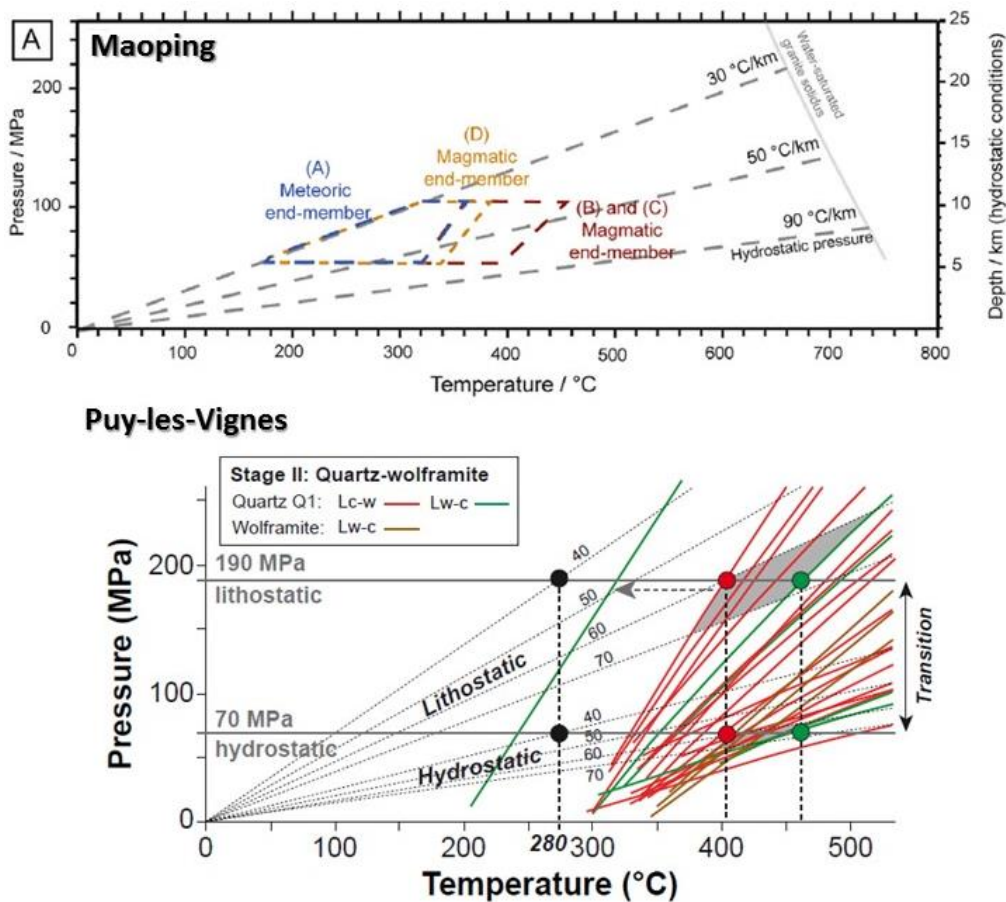 A
Maoping
Pressure / MPa
200
100
0
0
100
200
300
400
500
600
700
800
Temperature / °C
25
20
15
10
5
Depth / km (hydrostatic conditions)
Water-saturated
granite solidus
30 °C/km
50 °C/km
90 °C/km
Hydrostatic pressure
(A)
Meteoric
end-member
(D)
Magmatic
end-member
(B) and (C)
Magmatic
end-member
Puy-les-Vignes
Stage II: Quartz-wolframite
Quartz Q1: Lc-w Lw-c
Wolframite: Lw-c
Pressure (MPa)
200
100
0
190 MPa
lithostatic
70 MPa
hydrostatic
40
50
60
70
Lithostatic
40
50
60
70
Hydrostatic
Transition
0
100
200
280
300
400
500
Temperature (°C)